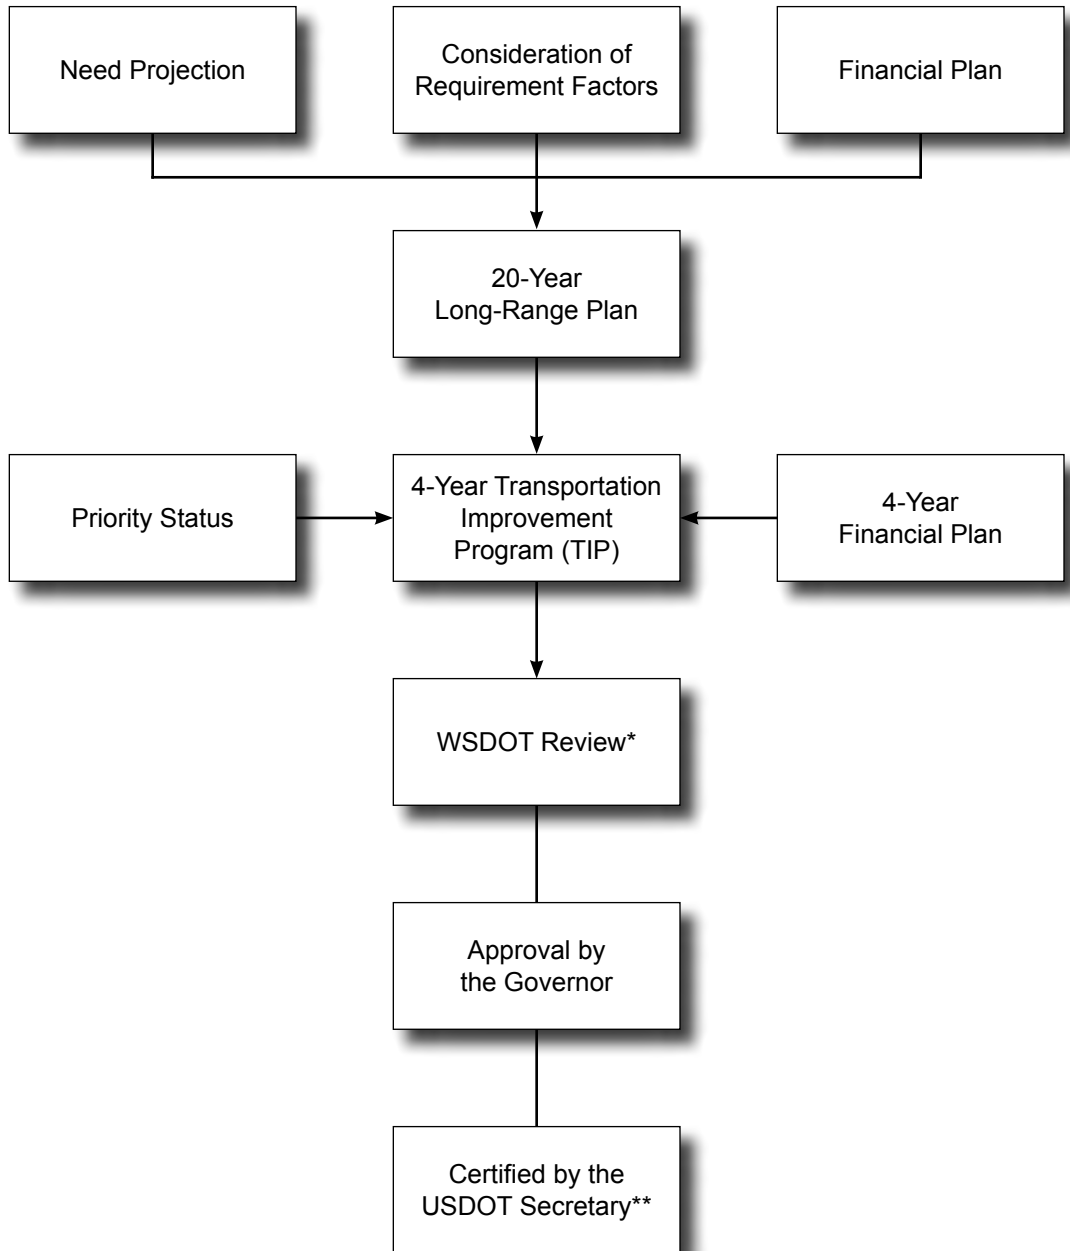 Need Projection
Consideration of
Requirement Factors
Financial Plan
20-Year
Long-Range Plan
Priority Status
4-Year Transportation
Improvement
Program (TIP)
4-Year
Financial Plan
WSDOT Review*
Approval by
the Governor
Certified by the
USDOT Secretary**